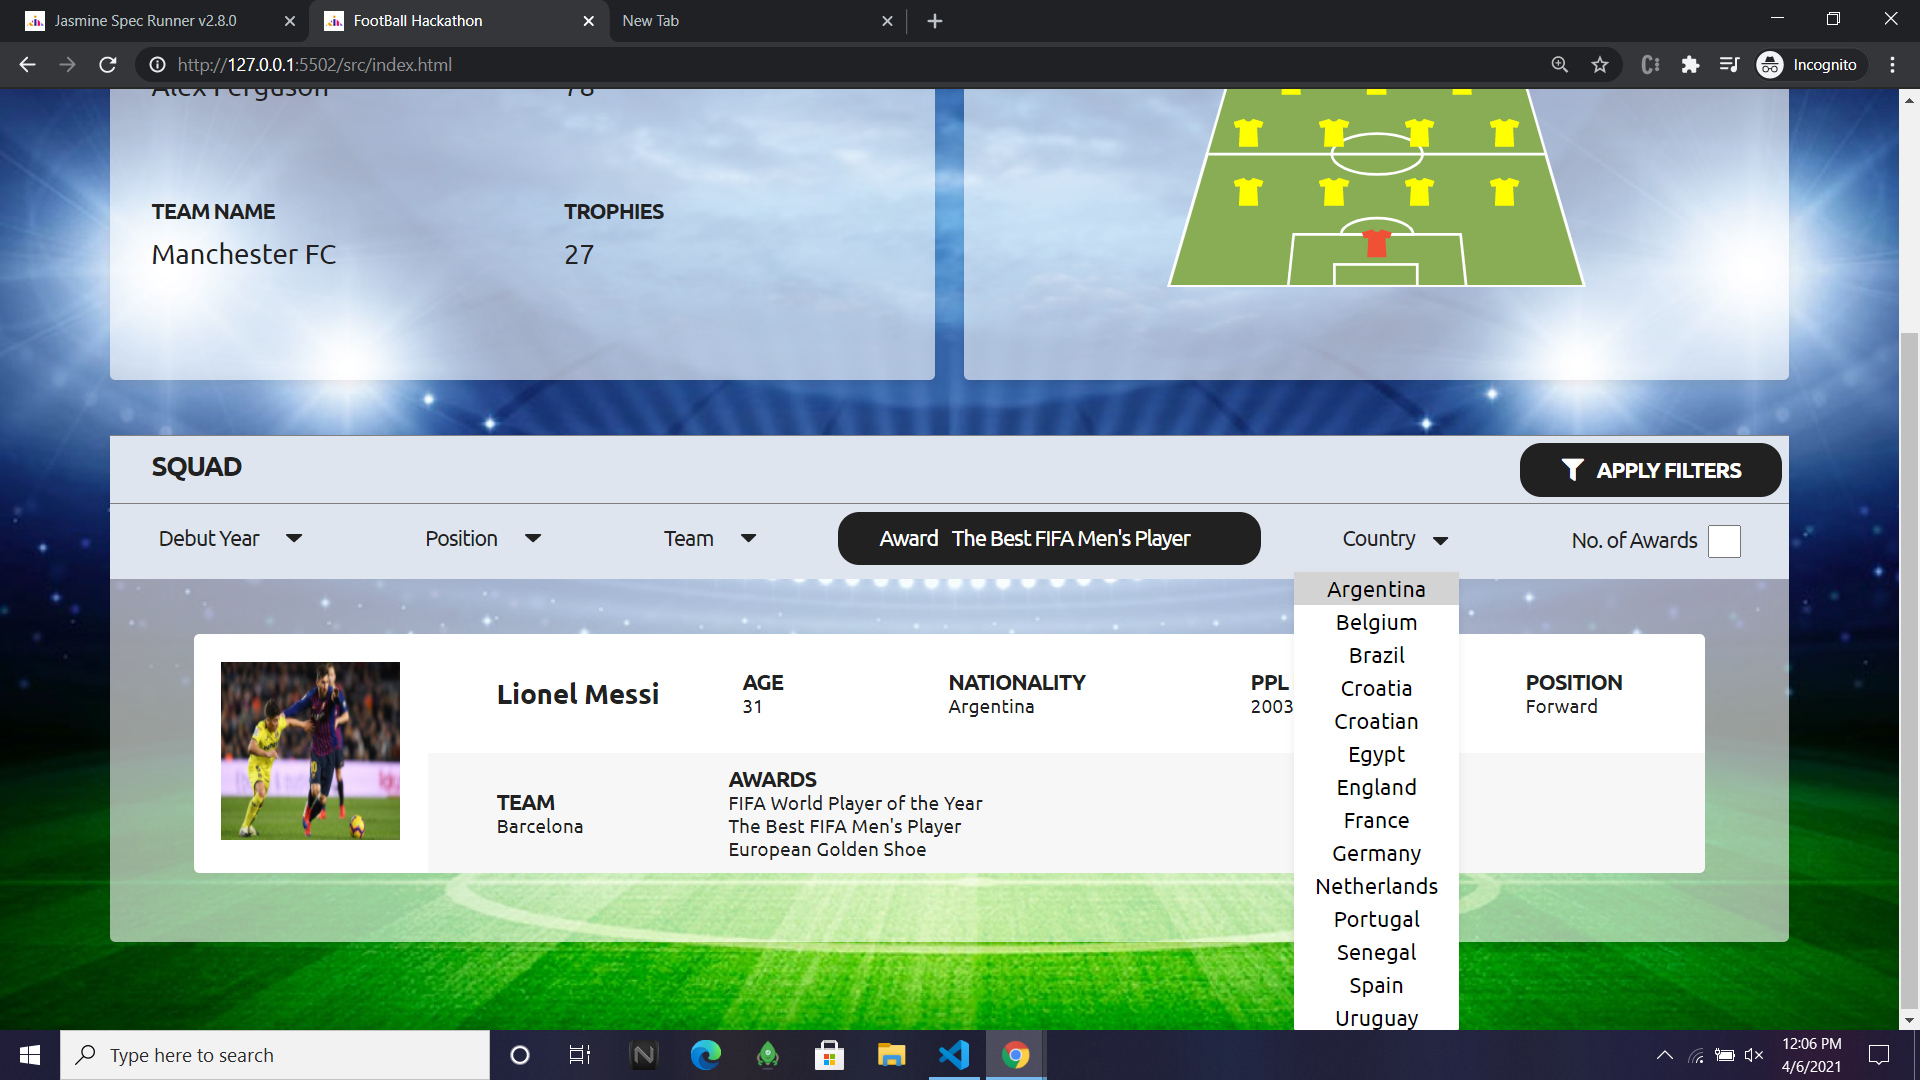 Jasmine Spec Runner v2.8.0
FootBall Hackathon
New Tab
http://127.0.0.1:5502/src/index.html
Incognito
Alex Ferguson
78
TEAM NAME
TROPHIES
Manchester FC
27
SQUAD
APPLY FILTERS
Debut Year
Position
Team
Award The Best FIFA Men's Player
Country
No. of Awards
Argentina
Belgium
Brazil
Croatia
Croatian
Egypt
England
France
Germany
Netherlands
Portugal
Senegal
Spain
Uruguay
Lionel Messi
AGE
31
NATIONALITY
Argentina
PPL
2003
POSITION
Forward
TEAM
Barcelona
AWARDS
FIFA World Player of the Year
The Best FIFA Men's Player
European Golden Shoe
Type here to search
12:06 PM
4/6/2021